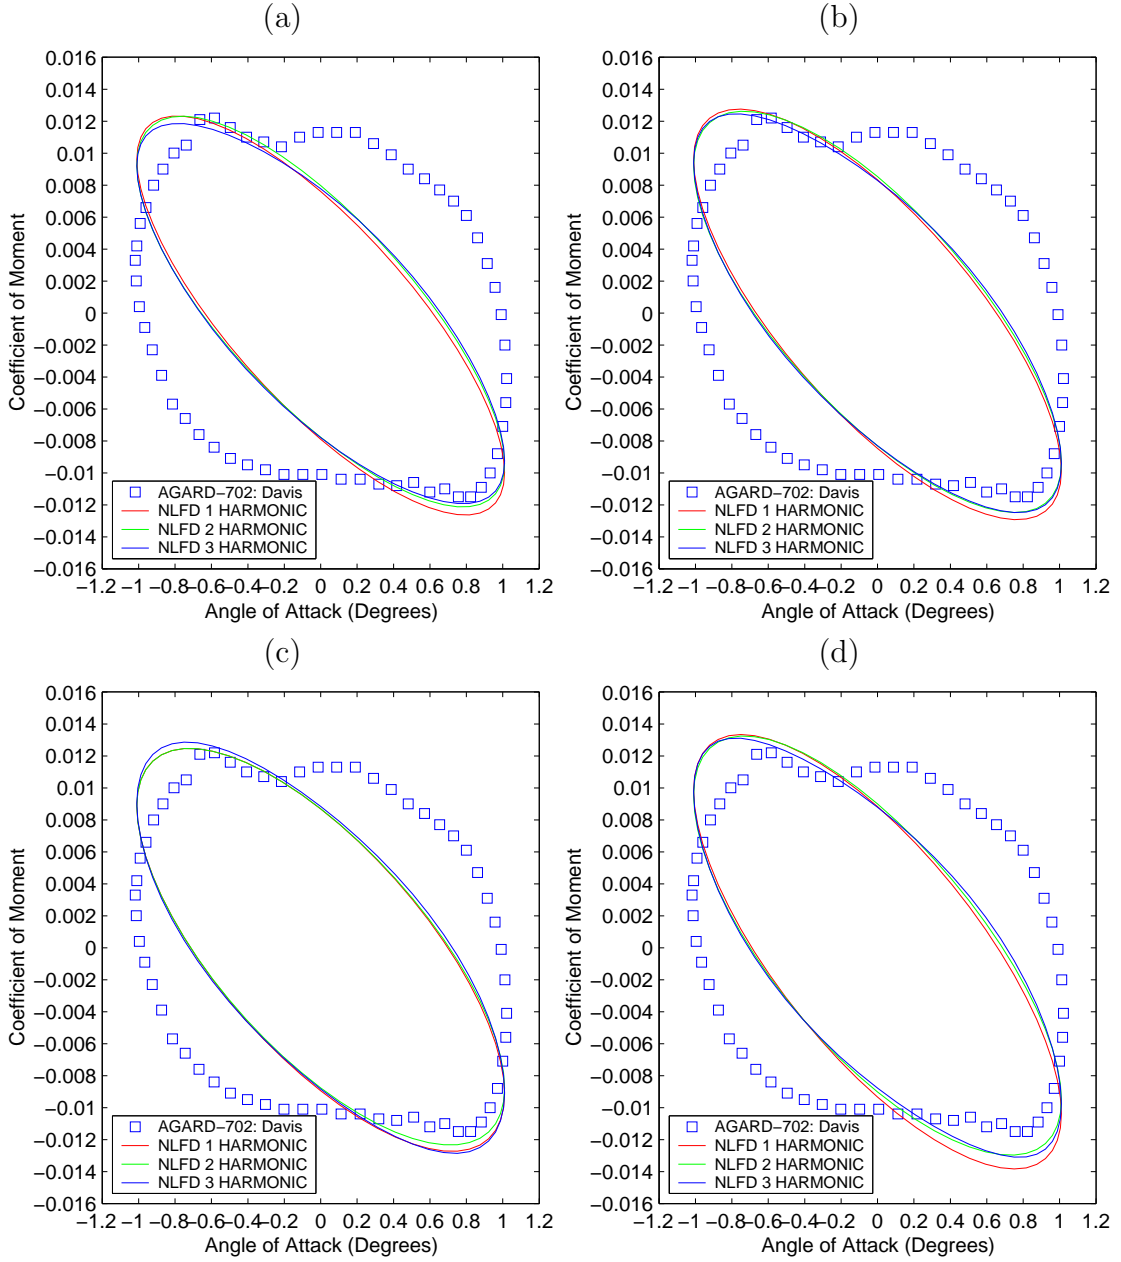 (a)
0.016
0.014
0.012
0.01
0.008
0.006
0.004
0.002
0
−0.002
−0.004
−0.006
−0.008
−0.01
−0.012
−0.014
−0.016
Coefficient of Moment
AGARD−702: Davis
NLFD 1 HARMONIC
NLFD 2 HARMONIC
NLFD 3 HARMONIC
−1.2 −1 −0.8 −0.6 −0.4 −0.2 0 0.2 0.4 0.6 0.8 1 1.2
Angle of Attack (Degrees)
(b)
0.016
0.014
0.012
0.01
0.008
0.006
0.004
0.002
0
−0.002
−0.004
−0.006
−0.008
−0.01
−0.012
−0.014
−0.016
Coefficient of Moment
AGARD−702: Davis
NLFD 1 HARMONIC
NLFD 2 HARMONIC
NLFD 3 HARMONIC
−1.2 −1 −0.8 −0.6 −0.4 −0.2 0 0.2 0.4 0.6 0.8 1 1.2
Angle of Attack (Degrees)
(c)
0.016
0.014
0.012
0.01
0.008
0.006
0.004
0.002
0
−0.002
−0.004
−0.006
−0.008
−0.01
−0.012
−0.014
−0.016
Coefficient of Moment
AGARD−702: Davis
NLFD 1 HARMONIC
NLFD 2 HARMONIC
NLFD 3 HARMONIC
−1.2 −1 −0.8 −0.6 −0.4 −0.2 0 0.2 0.4 0.6 0.8 1 1.2
Angle of Attack (Degrees)
(d)
0.016
0.014
0.012
0.01
0.008
0.006
0.004
0.002
0
−0.002
−0.004
−0.006
−0.008
−0.01
−0.012
−0.014
−0.016
Coefficient of Moment
AGARD−702: Davis
NLFD 1 HARMONIC
NLFD 2 HARMONIC
NLFD 3 HARMONIC
−1.2 −1 −0.8 −0.6 −0.4 −0.2 0 0.2 0.4 0.6 0.8 1 1.2
Angle of Attack (Degrees)